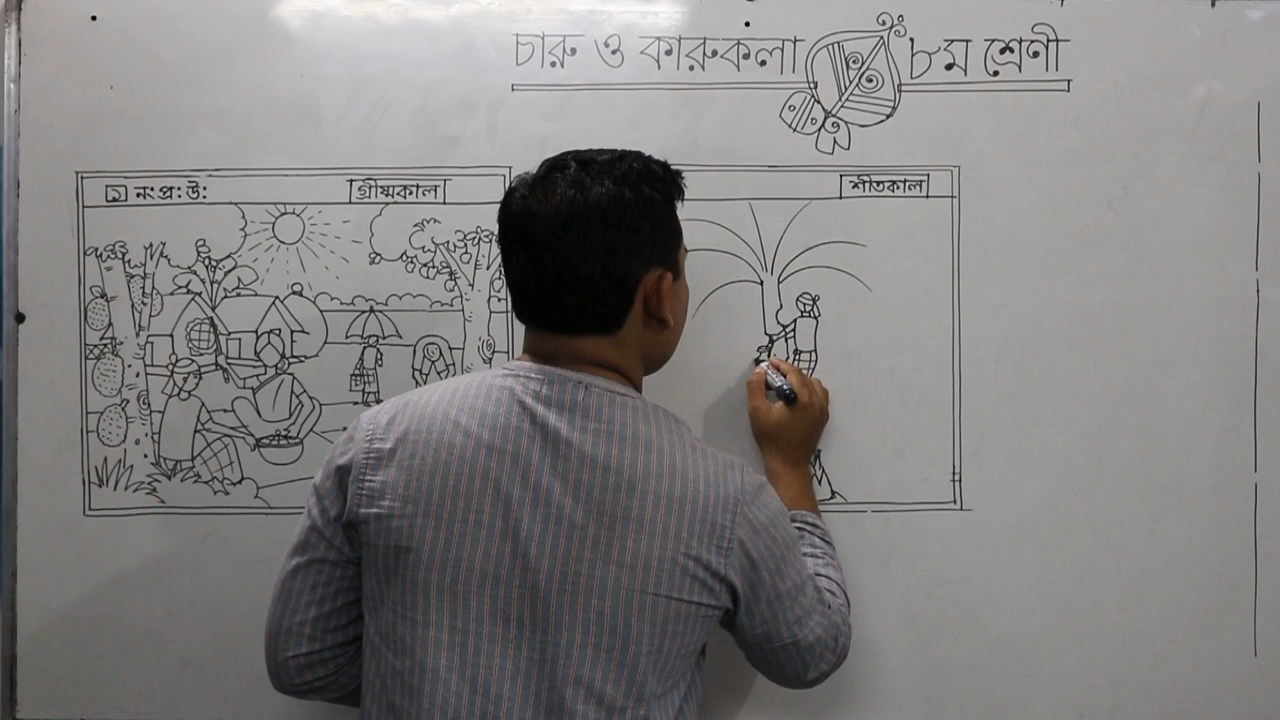 চারু ও কারুকলা ৮ম শ্রেণী
১ নং প্র: উ:
গ্রীষ্মকাল
শীতকাল